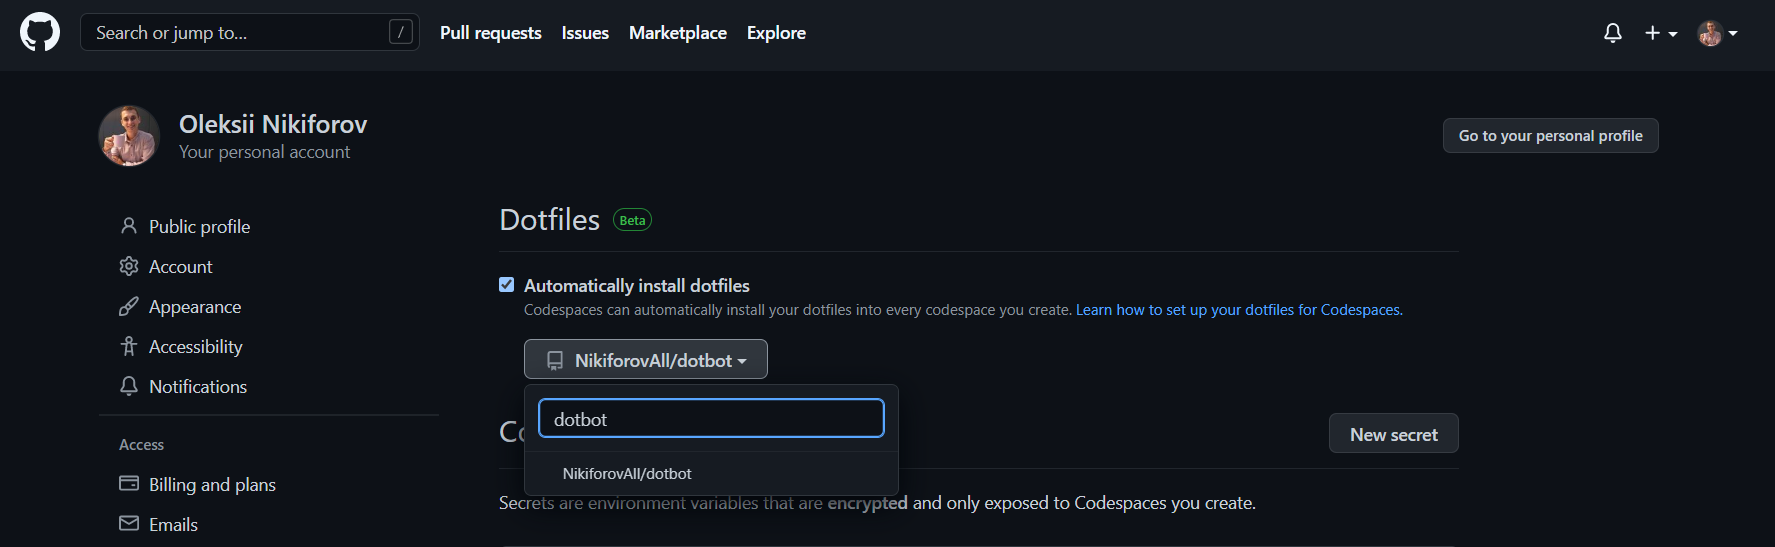 Search or jump to... / Pull requests Issues Marketplace Explore
Oleksii Nikiforov
Your personal account
Go to your personal profile
Public profile
Account
Appearance
Accessibility
Notifications
Access
Billing and plans
Emails
Dotfiles Beta
Automatically install dotfiles
Codespaces can automatically install your dotfiles into every codespace you create. Learn how to set up your dotfiles for Codespaces.
NikiforovAll/dotbot
dotbot
NikiforovAll/dotbot
New secret
Secrets are environment variables that are encrypted and only exposed to Codespaces you create.